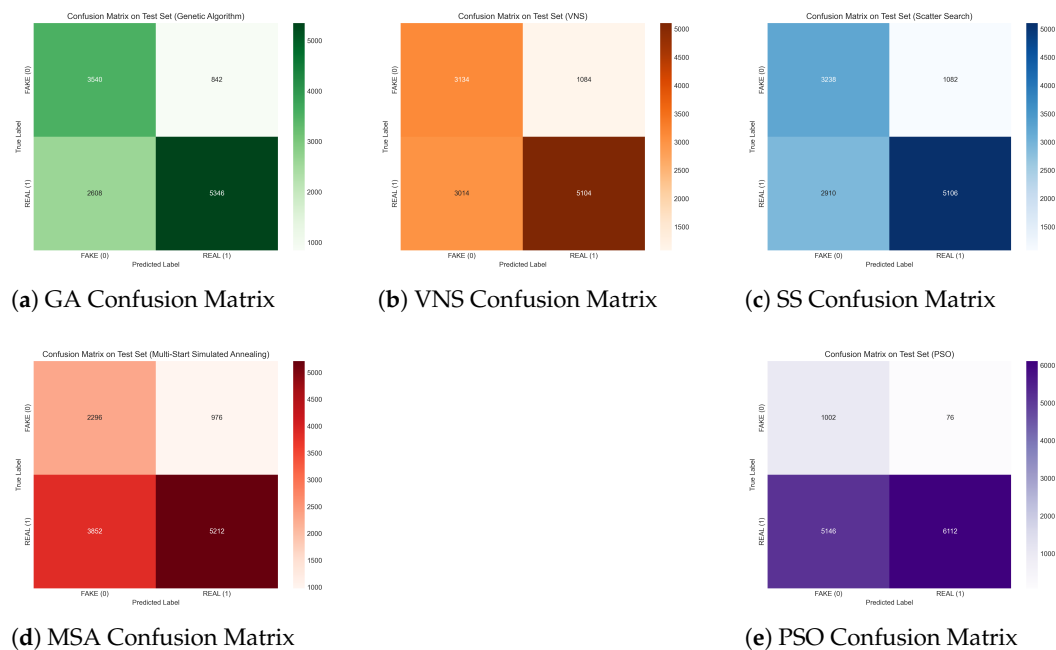 Confusion Matrix on Test Set (Genetic Algorithm)
True Label
FAKE (0)
REAL (1)
3540
842
2608
5346
FAKE (0)
REAL (1)
Predicted Label
5000
4000
3000
2000
1000
(a) GA Confusion Matrix
Confusion Matrix on Test Set (VNS)
True Label
FAKE (0)
REAL (1)
3134
1084
3014
5104
FAKE (0)
REAL (1)
Predicted Label
5000
4500
4000
3500
3000
2500
2000
1500
(b) VNS Confusion Matrix
Confusion Matrix on Test Set (Scatter Search)
True Label
FAKE (0)
REAL (1)
3238
1082
2910
5106
FAKE (0)
REAL (1)
Predicted Label
5000
4500
4000
3500
3000
2500
2000
1500
(c) SS Confusion Matrix
Confusion Matrix on Test Set (Multi-Start Simulated Annealing)
True Label
FAKE (0)
REAL (1)
2296
976
3852
5212
FAKE (0)
REAL (1)
Predicted Label
5000
4500
4000
3500
3000
2500
2000
1500
1000
(d) MSA Confusion Matrix
Confusion Matrix on Test Set (PSO)
True Label
FAKE (0)
REAL (1)
1002
76
5146
6112
FAKE (0)
REAL (1)
Predicted Label
6000
5000
4000
3000
2000
1000
(e) PSO Confusion Matrix